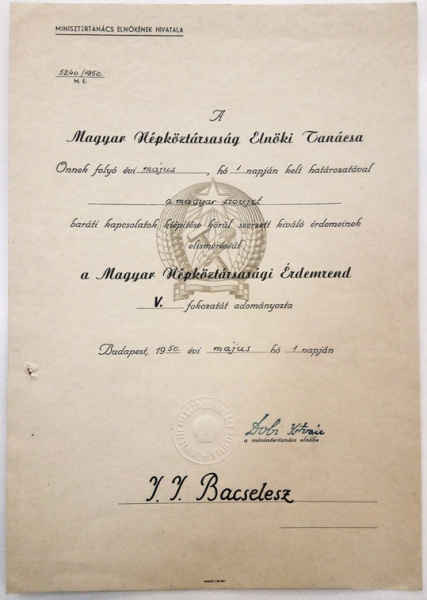 MINISZTERTANÁCS ELNÖKÉNEK HIVATALA
5240/1950.
M. E.
A
Magyar Népköztársaság Elnöki Tanácsa
Önnek folyó évi május, hó 1 napján kelt határozatával
a magyar szovjet
baráti kapcsolatok kiépítése körül szerzett kiváló érdemeinek
elismeréséül
a Magyar Népköztársasági Érdemrend
V. fokozatát adományozta
Budapest, 1950. évi május hó 1 napján
Dobi István
a minisztertanács elnöke
I. I. Bacselesz